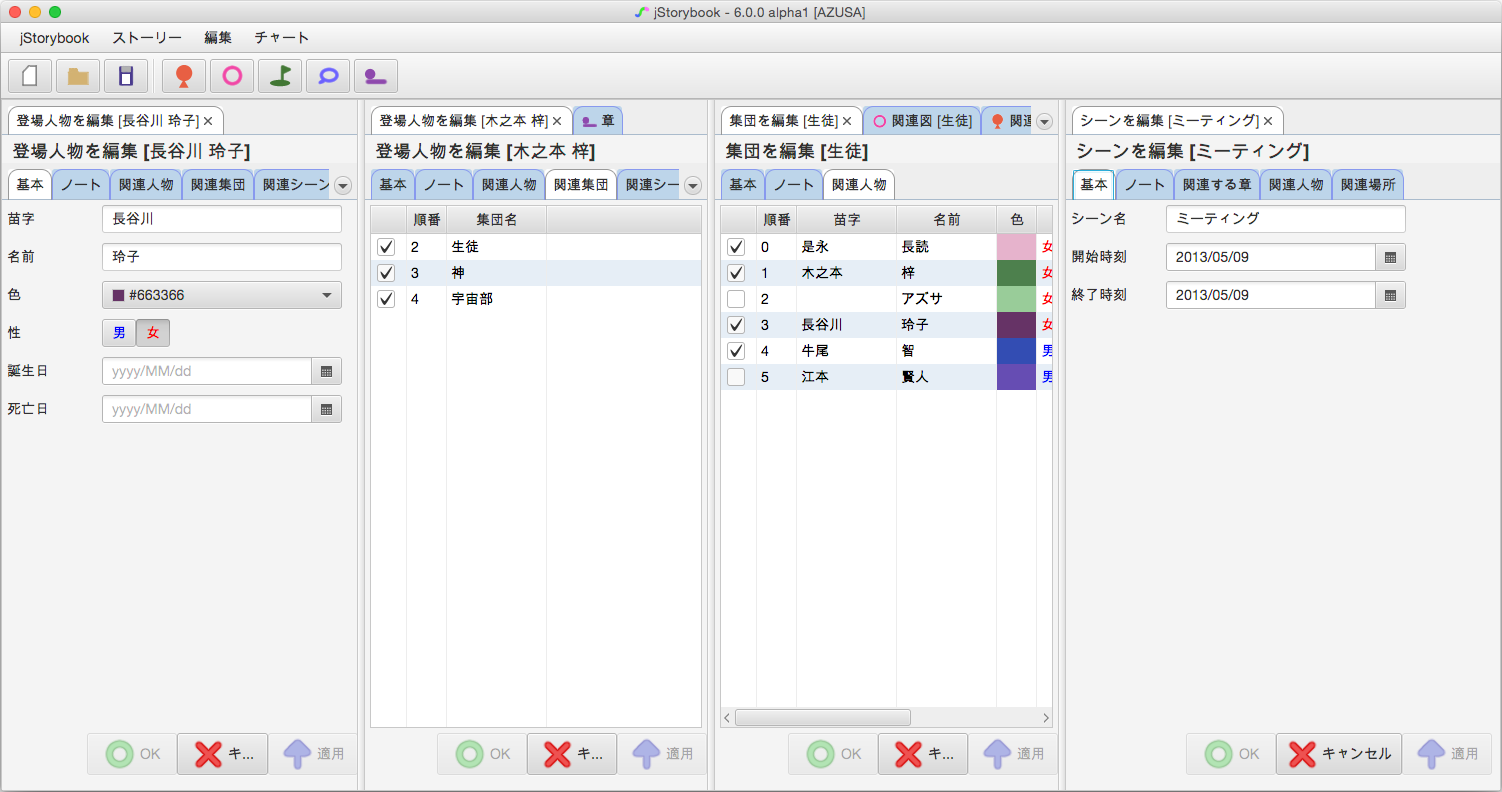 jStorybook - 6.0.0 alpha1 [AZUSA]
jStorybook ストーリー 編集 チャート
登場人物を編集 [長谷川 玲子]
登場人物を編集 [長谷川 玲子]
基本 ノート 関連人物 関連集団 関連シーン
苗字 長谷川
名前 玲子
色 #663366
性 男 女
誕生日 yyyy/MM/dd
死亡日 yyyy/MM/dd
OK キ... 適用
登場人物を編集 [木之本 梓] 章
登場人物を編集 [木之本 梓]
基本 ノート 関連人物 関連集団 関連シー
順番 集団名
2 生徒
3 神
4 宇宙部
OK キ... 適用
集団を編集 [生徒] 関連図 [生徒] 関連
集団を編集 [生徒]
基本 ノート 関連人物
順番 苗字 名前 色
0 是永 長読 女
1 木之本 梓 女
2 アズサ 女
3 長谷川 玲子 女
4 牛尾 智 男
5 江本 賢人 男
OK キ... 適用
シーンを編集 [ミーティング]
シーンを編集 [ミーティング]
基本 ノート 関連する章 関連人物 関連場所
シーン名 ミーティング
開始時刻 2013/05/09
終了時刻 2013/05/09
OK キャンセル 適用